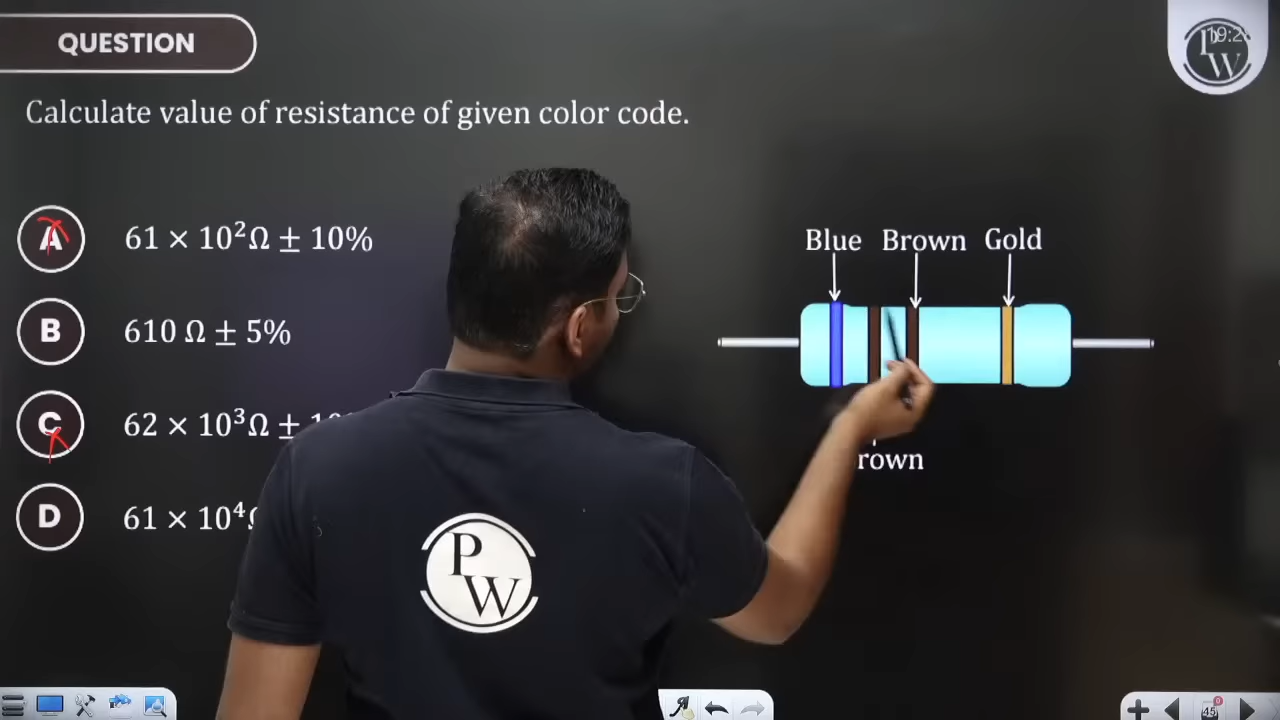 QUESTION
Calculate value of resistance of given color code.
A 61 × 10²Ω ± 10%
B 610 Ω ± 5%
C 62 × 10³Ω ±
D 61 × 10⁴
Blue Brown Gold
rown
P
W
P
W
45